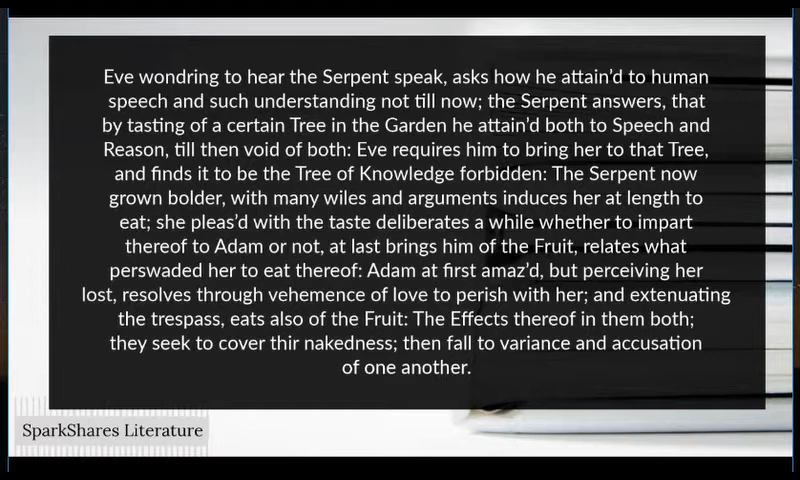 Eve wondring to hear the Serpent speak, asks how he attain’d to human
speech and such understanding not till now; the Serpent answers, that
by tasting of a certain Tree in the Garden he attain’d both to Speech and
Reason, till then void of both: Eve requires him to bring her to that Tree,
and finds it to be the Tree of Knowledge forbidden: The Serpent now
grown bolder, with many wiles and arguments induces her at length to
eat; she pleas’d with the taste deliberates a while whether to impart
thereof to Adam or not, at last brings him of the Fruit, relates what
perswaded her to eat thereof: Adam at first amaz’d, but perceiving her
lost, resolves through vehemence of love to perish with her; and extenuating
the trespass, eats also of the Fruit: The Effects thereof in them both;
they seek to cover thir nakedness; then fall to variance and accusation
of one another.
SparkShares Literature